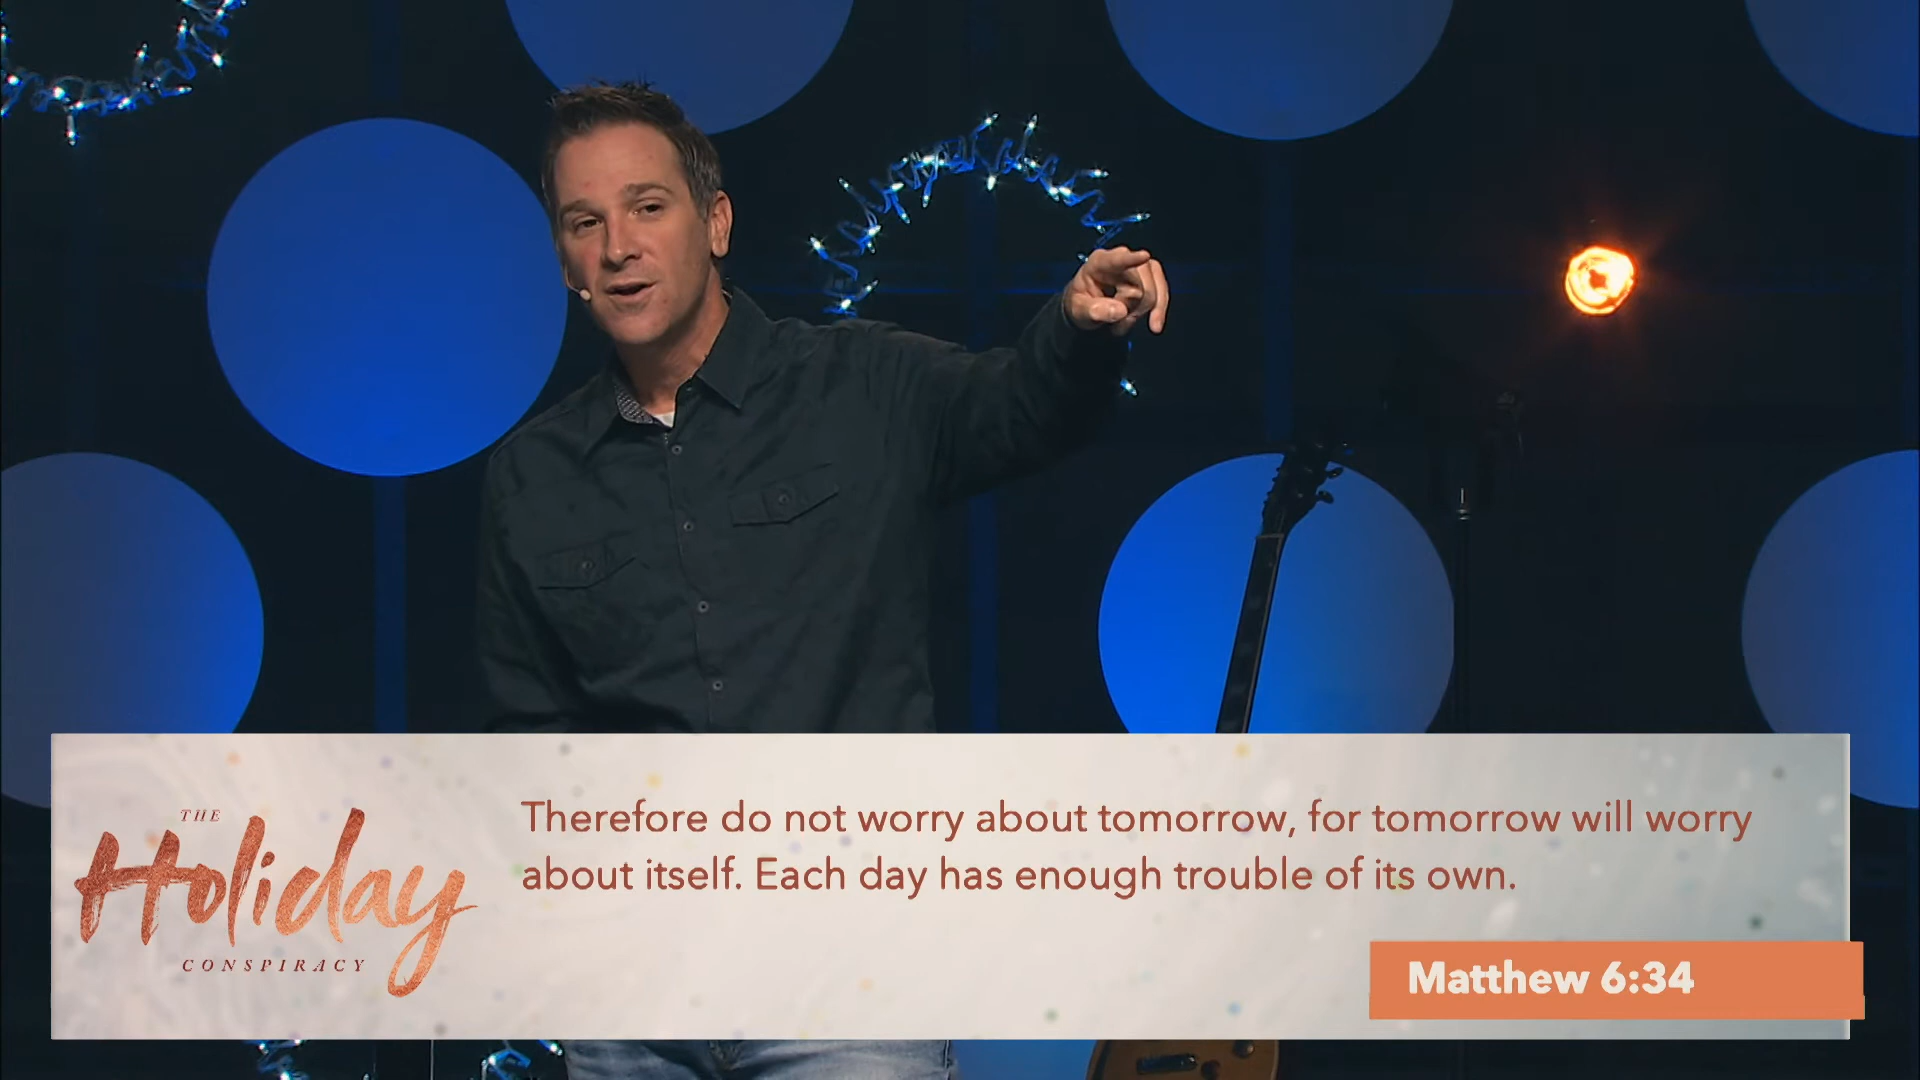 THE
Holiday
CONSPIRACY
Therefore do not worry about tomorrow, for tomorrow will worry
about itself. Each day has enough trouble of its own.
Matthew 6:34